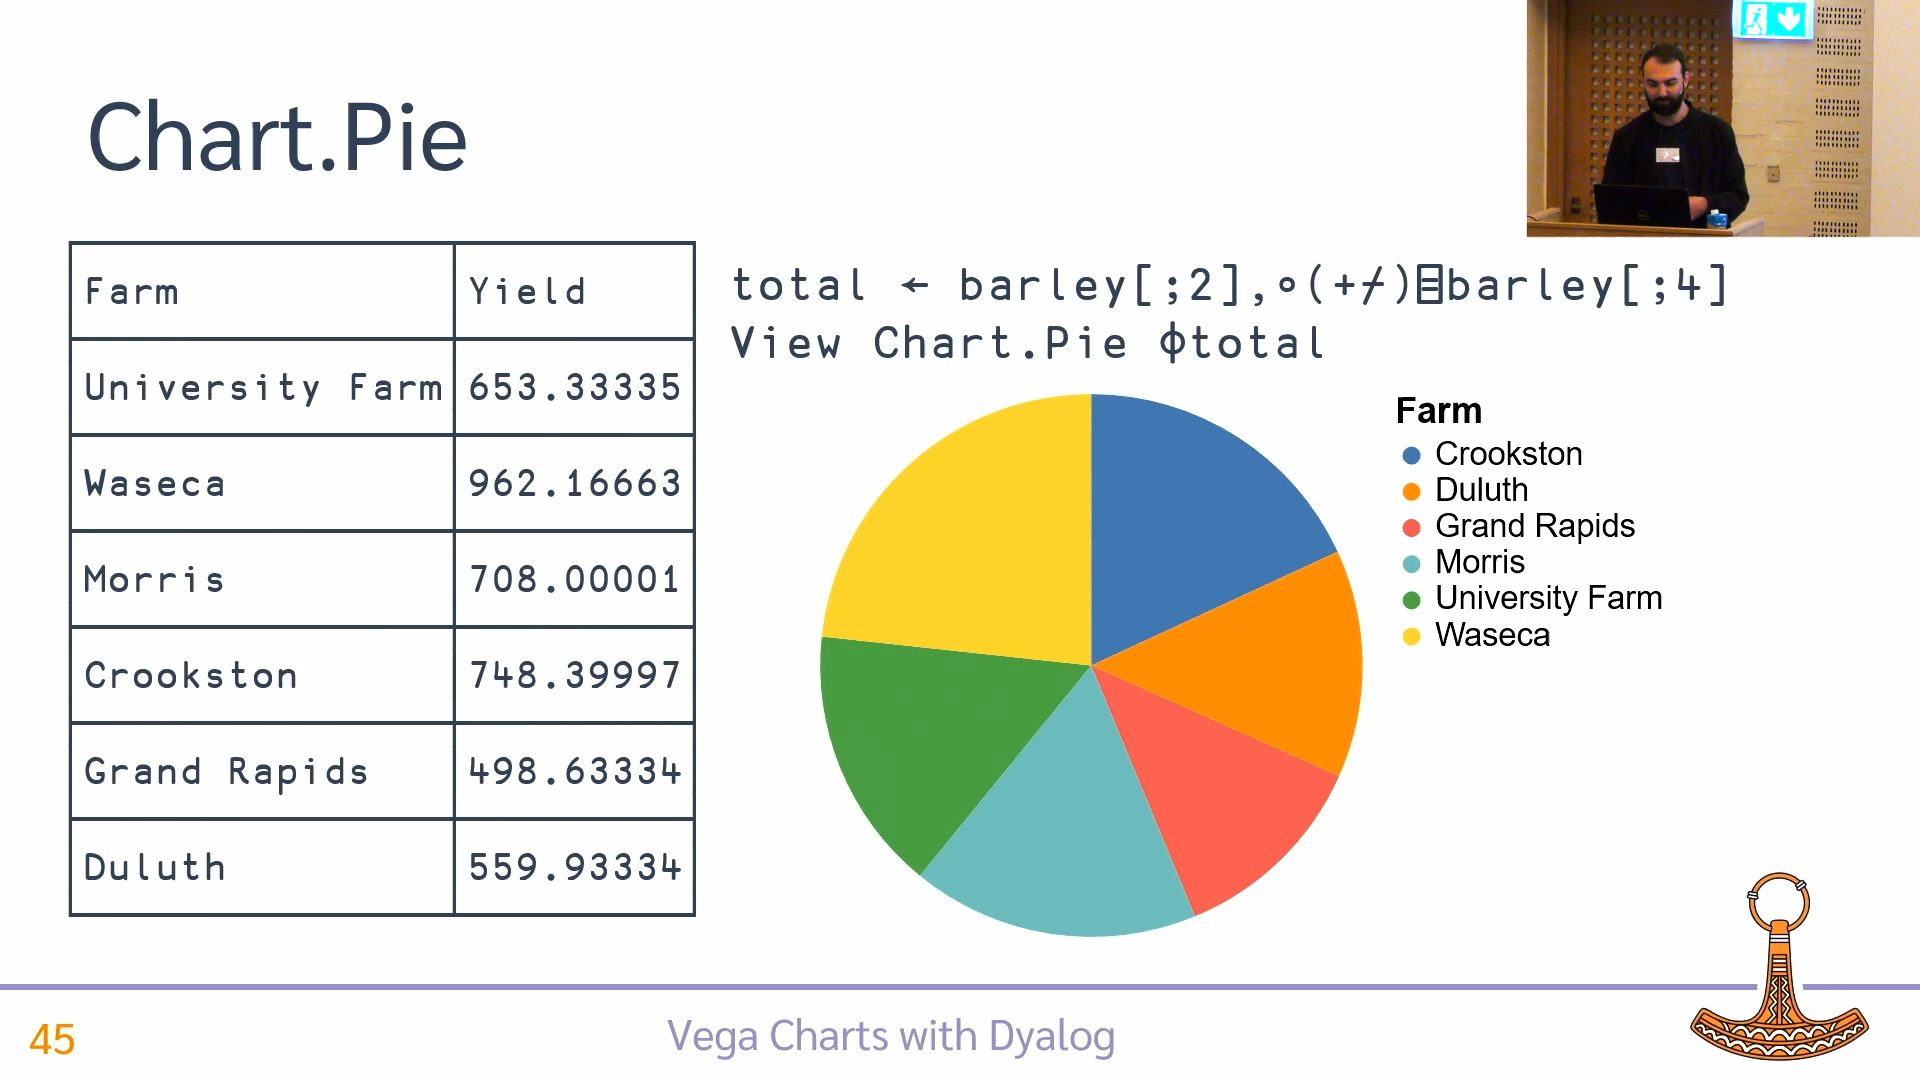 Chart.Pie
Farm Yield
University Farm 653.33335
Waseca 962.16663
Morris 708.00001
Crookston 748.39997
Grand Rapids 498.63334
Duluth 559.93334
total ← barley[;2],∘(+⌿)⌸barley[;4]
View Chart.Pie ⌽total
Farm
Crookston
Duluth
Grand Rapids
Morris
University Farm
Waseca
45
Vega Charts with Dyalog